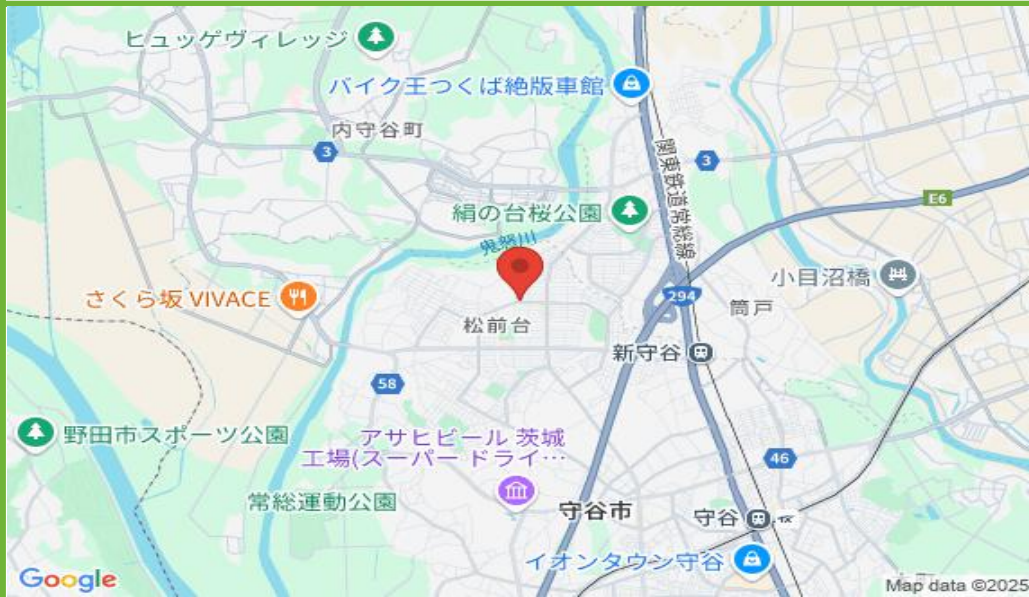 ヒュッゲヴィレッジ
バイク王つくば絶版車館
内守谷町
3
関東鉄道常総線
3
E6
絹の台桜公園
鬼怒川
小目沼橋
さくら坂 VIVACE
294
筒戸
松前台
新守谷
58
野田市スポーツ公園
アサヒビール 茨城
工場(スーパー ドライ…
46
常総運動公園
守谷市
守谷
イオンタウン守谷
Google
Map data ©2025